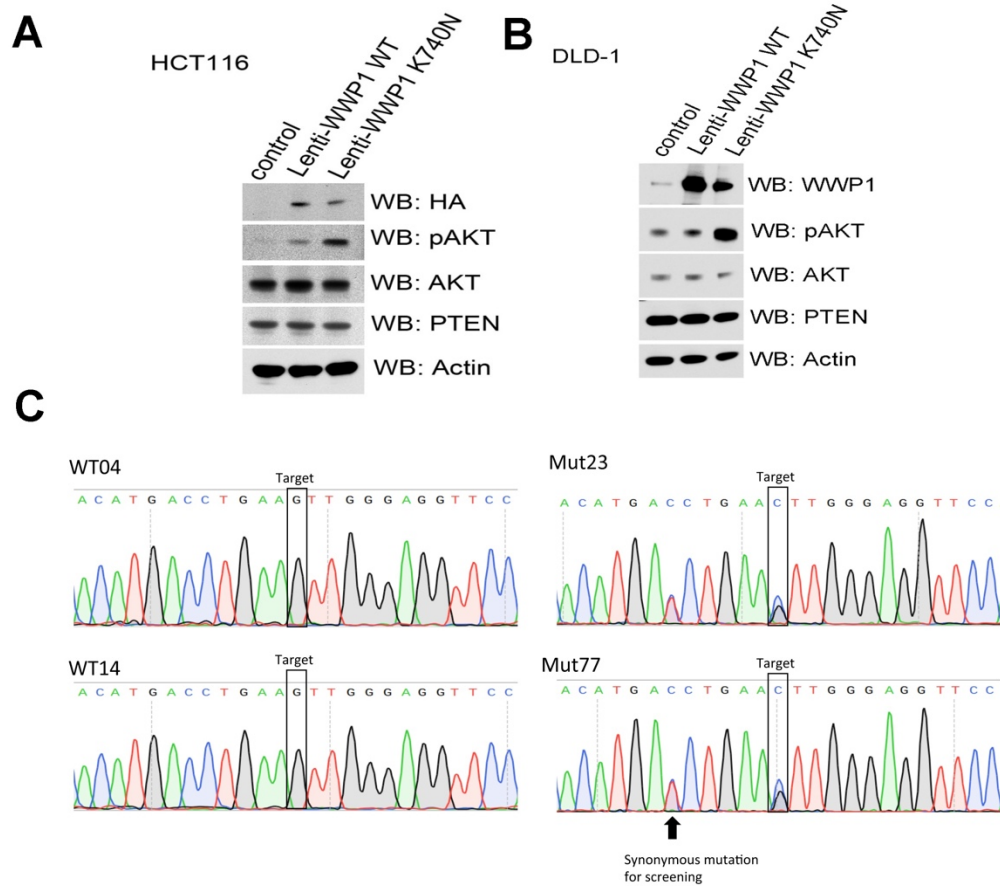 A
HCT116
control
Lenti-WWP1 WT
Lenti-WWP1 K740N
WB: HA
WB: pAKT
WB: AKT
WB: PTEN
WB: Actin
B
DLD-1
control
Lenti-WWP1 WT
Lenti-WWP1 K740N
WB: WWP1
WB: pAKT
WB: AKT
WB: PTEN
WB: Actin
C
WT04
Target
A C A T G A C C T G A A G T T G G G A G G T T C C
Mut23
Target
A C A T G A C C T G A A C T T G G G A G G T T C C
WT14
Target
A C A T G A C C T G A A G T T G G G A G G T T C C
Mut77
Target
A C A T G A C C T G A A C T T G G G A G G T T C C
Synonymous mutation
for screening